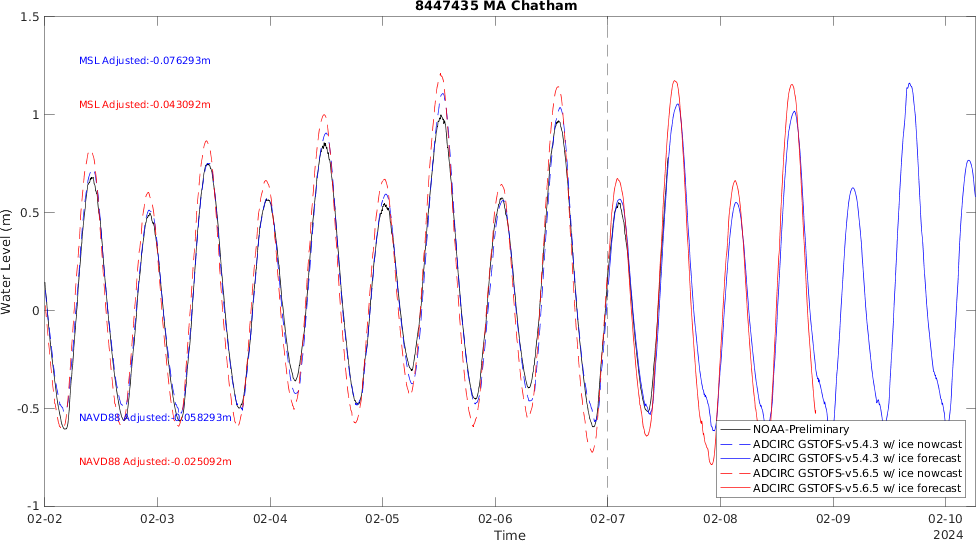 8447435 MA Chatham
1.5
1
0.5
0
-0.5
-1
Water Level (m)
MSL Adjusted:-0.076293m
MSL Adjusted:-0.043092m
NAVD88 Adjusted:-0.058293m
NAVD88 Adjusted:-0.025092m
NOAA-Preliminary
ADCIRC GSTOFS-v5.4.3 w/ ice nowcast
ADCIRC GSTOFS-v5.4.3 w/ ice forecast
ADCIRC GSTOFS-v5.6.5 w/ ice nowcast
ADCIRC GSTOFS-v5.6.5 w/ ice forecast
02-02 02-03 02-04 02-05 02-06 02-07 02-08 02-09 02-10
Time
2024